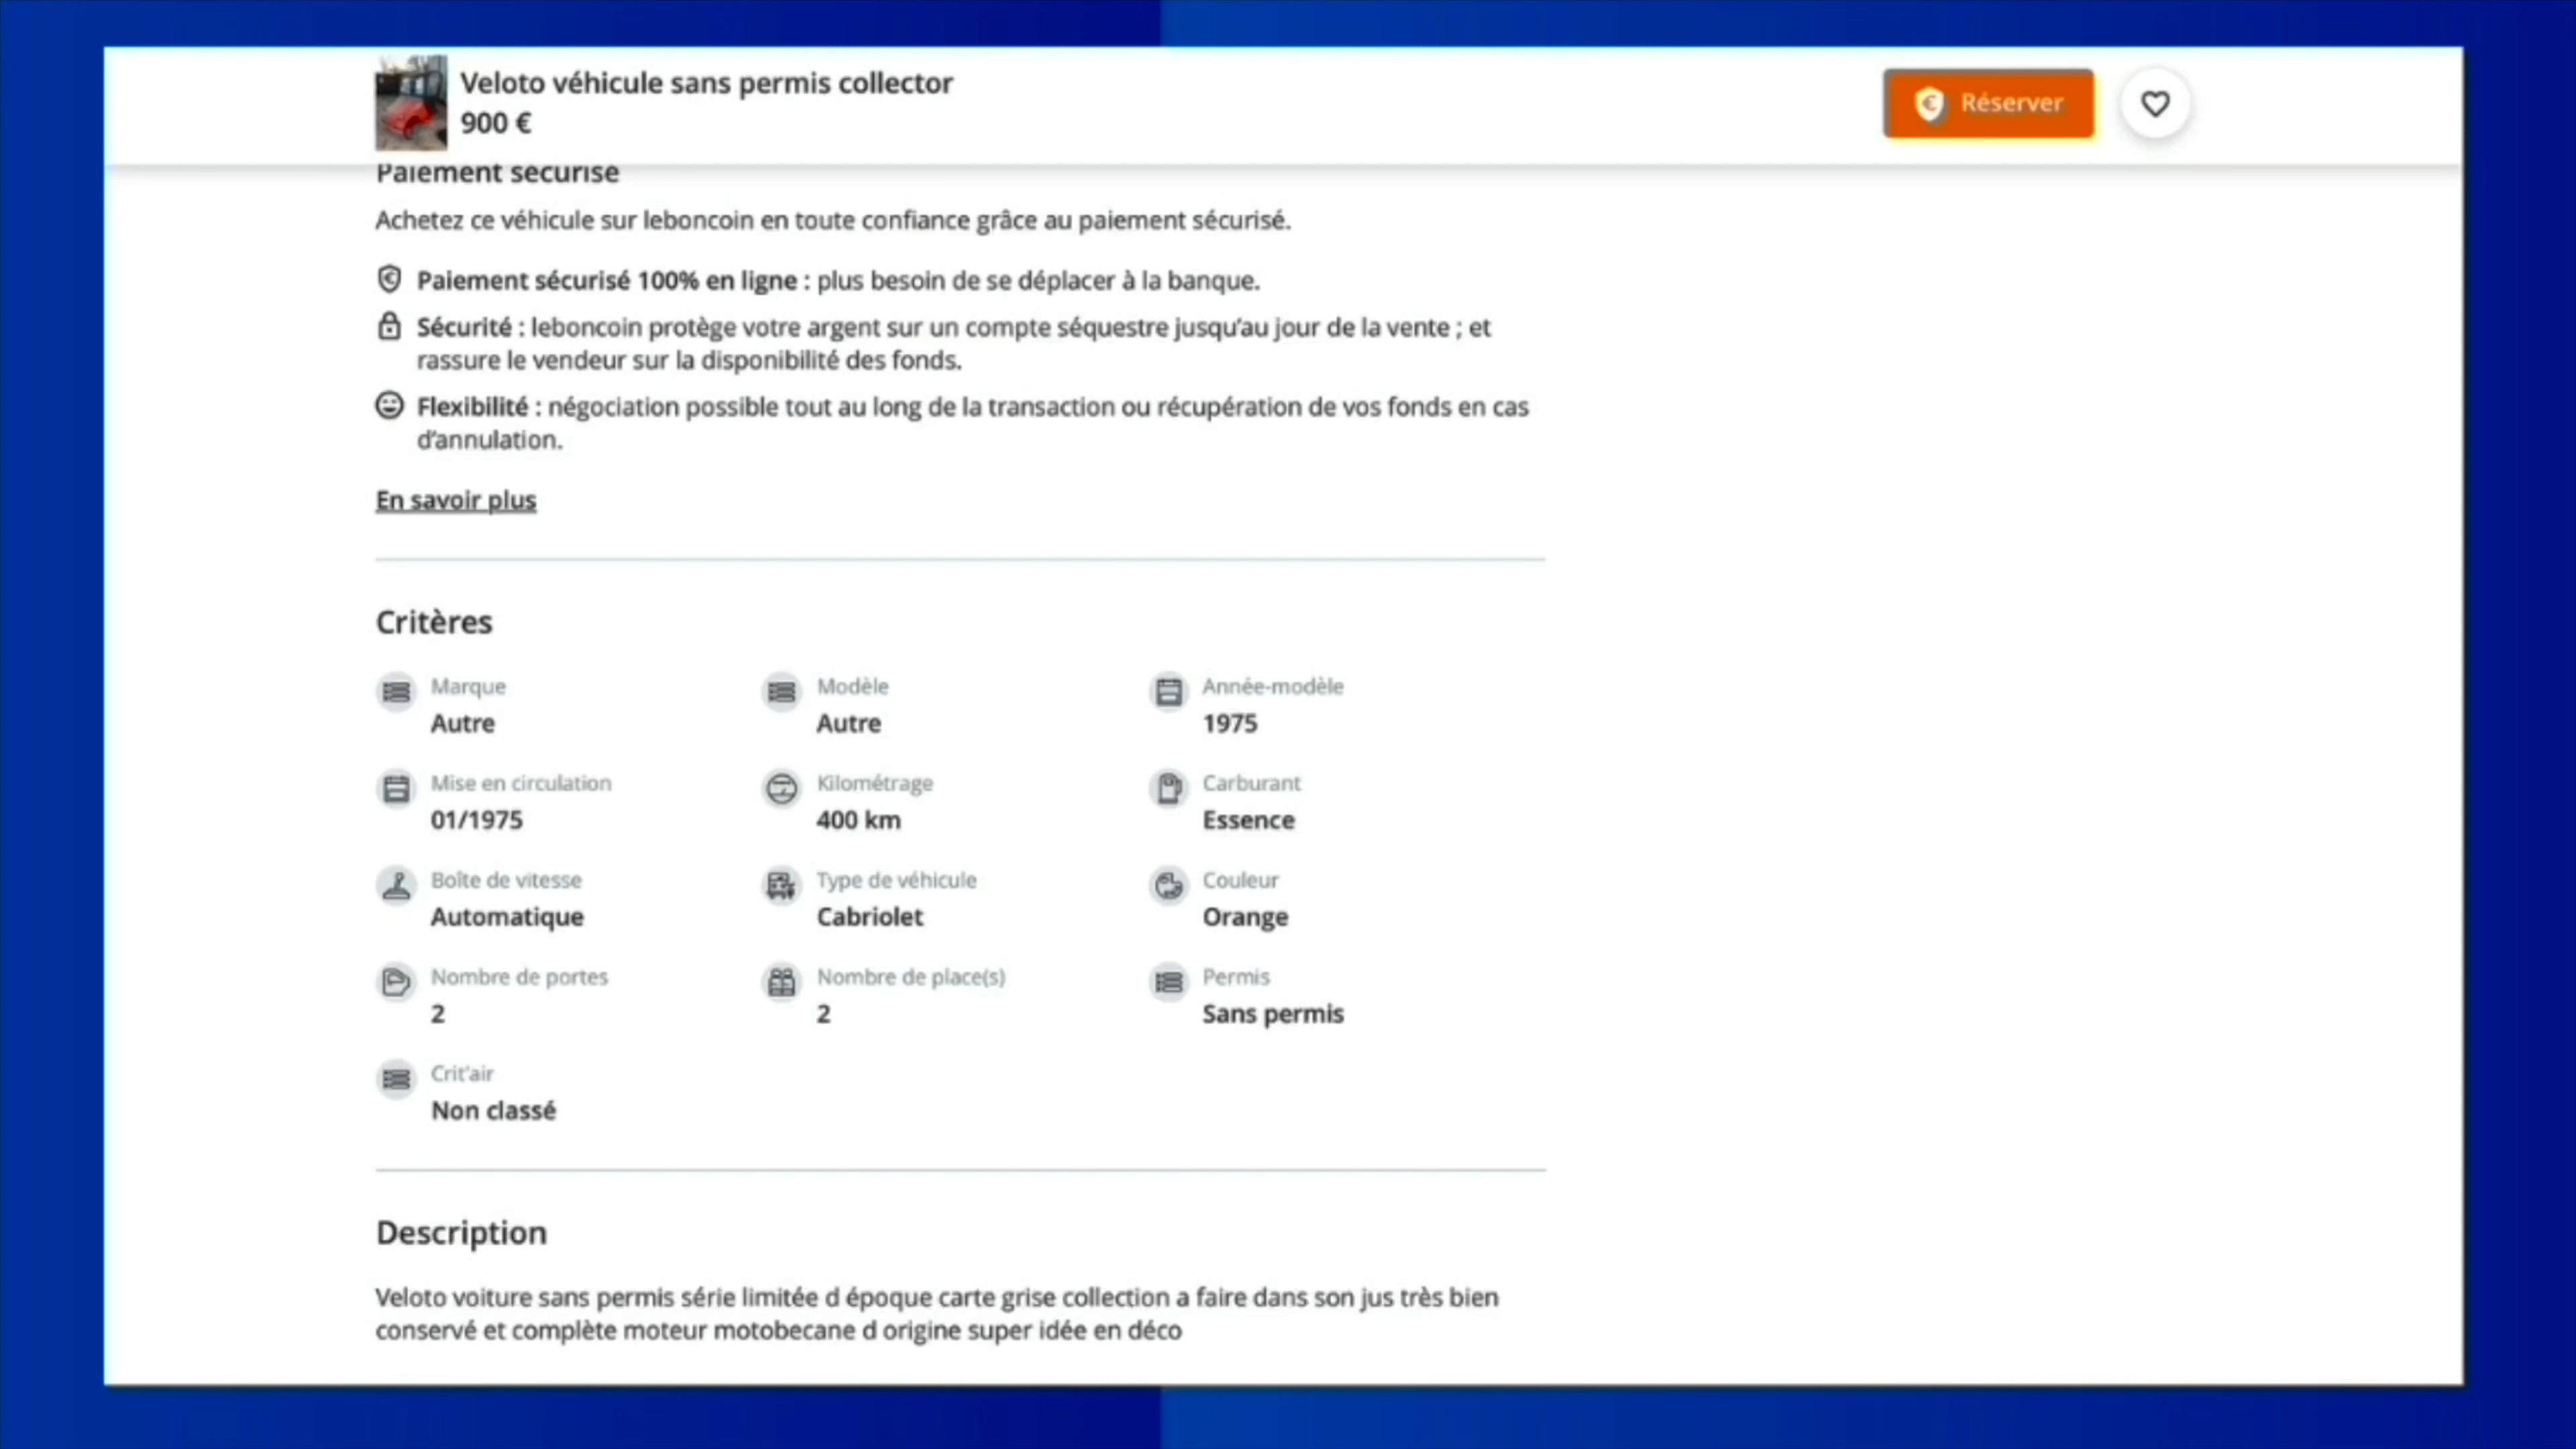 Veloto véhicule sans permis collector
900 €
Réserver
Paiement sécurisé
Achetez ce véhicule sur leboncoin en toute confiance grâce au paiement sécurisé.
Paiement sécurisé 100% en ligne : plus besoin de se déplacer à la banque.
Sécurité : leboncoin protège votre argent sur un compte séquestre jusqu'au jour de la vente ; et
rassure le vendeur sur la disponibilité des fonds.
Flexibilité : négociation possible tout au long de la transaction ou récupération de vos fonds en cas
d'annulation.
En savoir plus
Critères
Marque
Autre
Modèle
Autre
Année-modèle
1975
Mise en circulation
01/1975
Kilométrage
400 km
Carburant
Essence
Boîte de vitesse
Automatique
Type de véhicule
Cabriolet
Couleur
Orange
Nombre de portes
2
Nombre de place(s)
2
Permis
Sans permis
Crit'air
Non classé
Description
Veloto voiture sans permis série limitée d époque carte grise collection a faire dans son jus très bien
conservé et complète moteur motobecane d origine super idée en déco